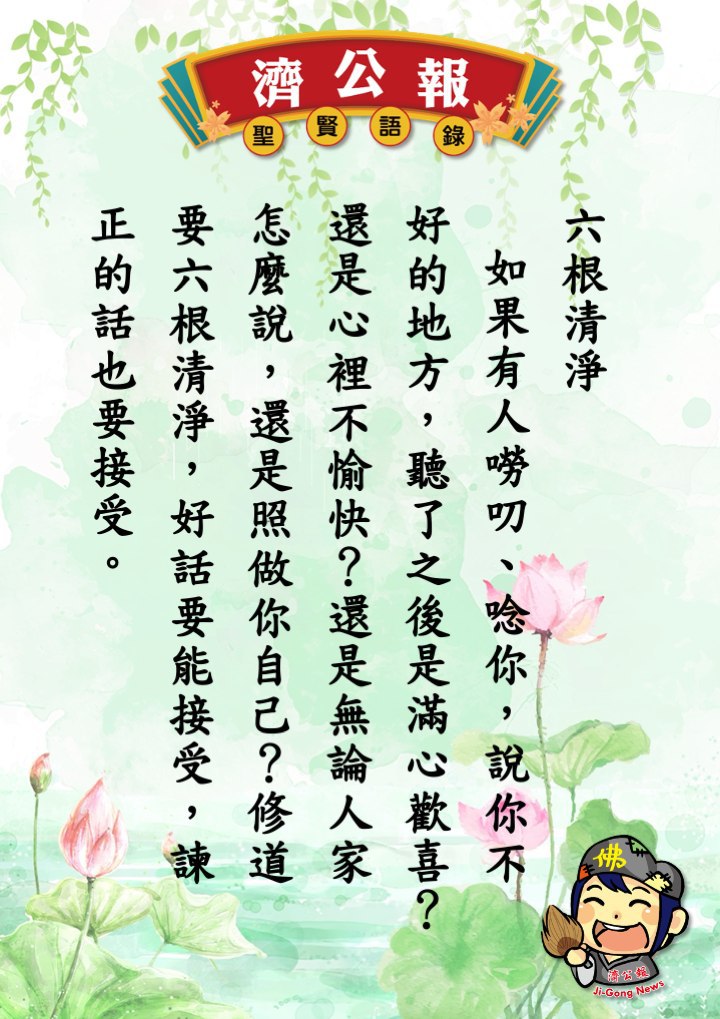 濟公報
聖賢語錄
六根清淨
如果有人嘮叨、唸你，說你不
好的地方，聽了之後是滿心歡喜？
還是心裡不愉快？還是無論人家
怎麼說，還是照做你自己？修道
要六根清淨，好話要能接受，諫
正的話也要接受。
佛
濟公報
Ji-Gong News